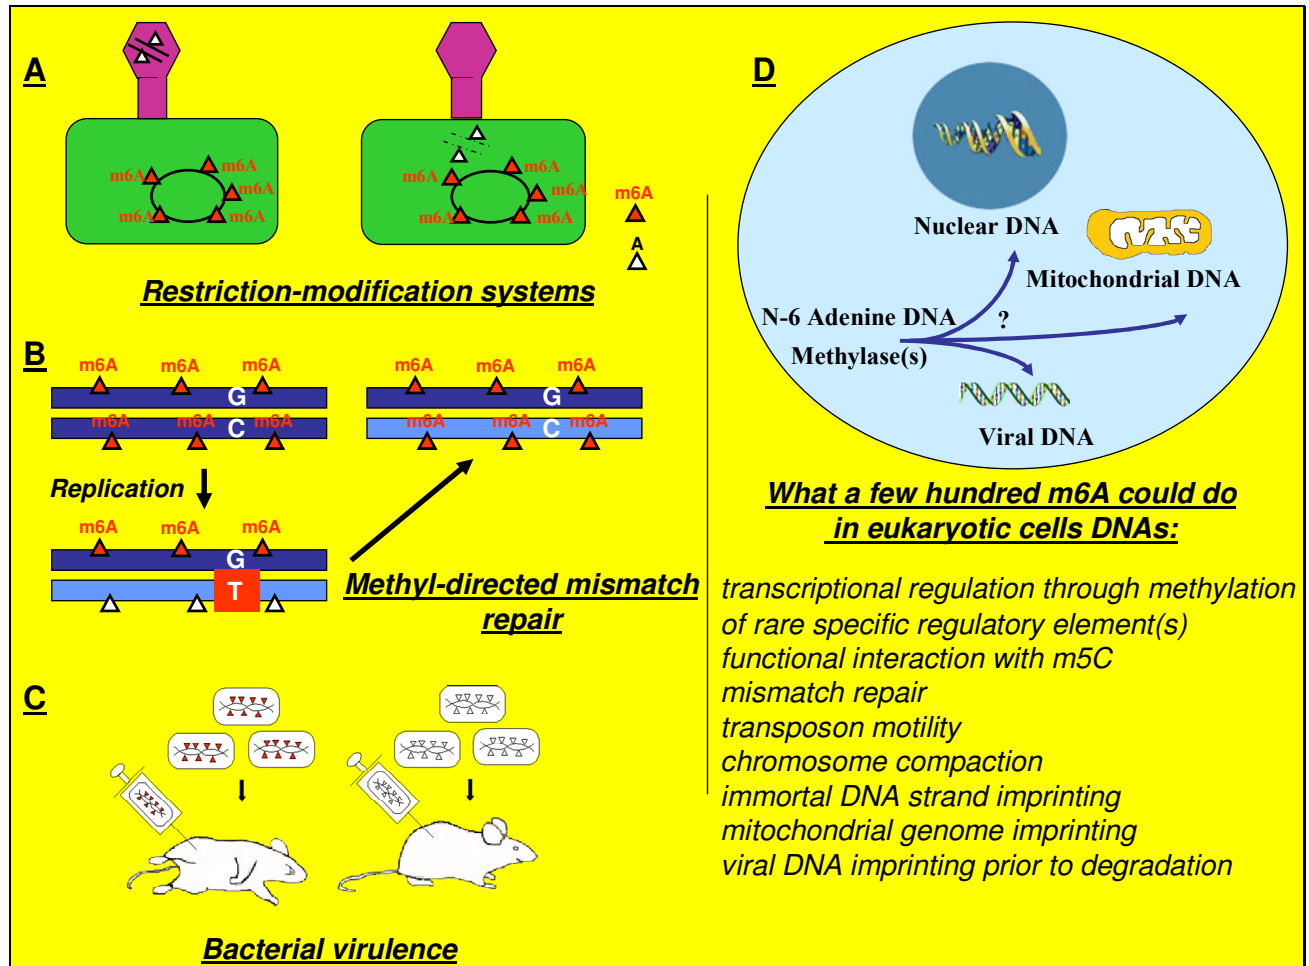 A
m6A
m6A
m6A
m6A
m6A
m6A
m6A
m6A
m6A
m6A
m6A
A
Restriction-modification systems
B
m6A m6A m6A
G
m6A m6A C m6A
m6A m6A m6A
G
m6A m6A C m6A
Replication
m6A m6A m6A
G
T
Methyl-directed mismatch
repair
C
Bacterial virulence
D
Nuclear DNA
Mitochondrial DNA
N-6 Adenine DNA
Methylase(s)
?
Viral DNA
What a few hundred m6A could do
in eukaryotic cells DNAs:
transcriptional regulation through methylation
of rare specific regulatory element(s)
functional interaction with m5C
mismatch repair
transposon motility
chromosome compaction
immortal DNA strand imprinting
mitochondrial genome imprinting
viral DNA imprinting prior to degradation